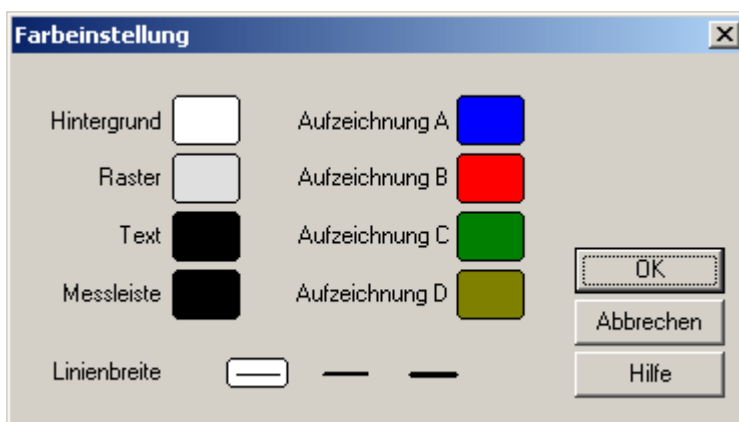 Farbeinstellung
Hintergrund
Aufzeichnung A
Raster
Aufzeichnung B
Text
Aufzeichnung C
OK
Messleiste
Aufzeichnung D
Abbrechen
Linienbreite
Hilfe